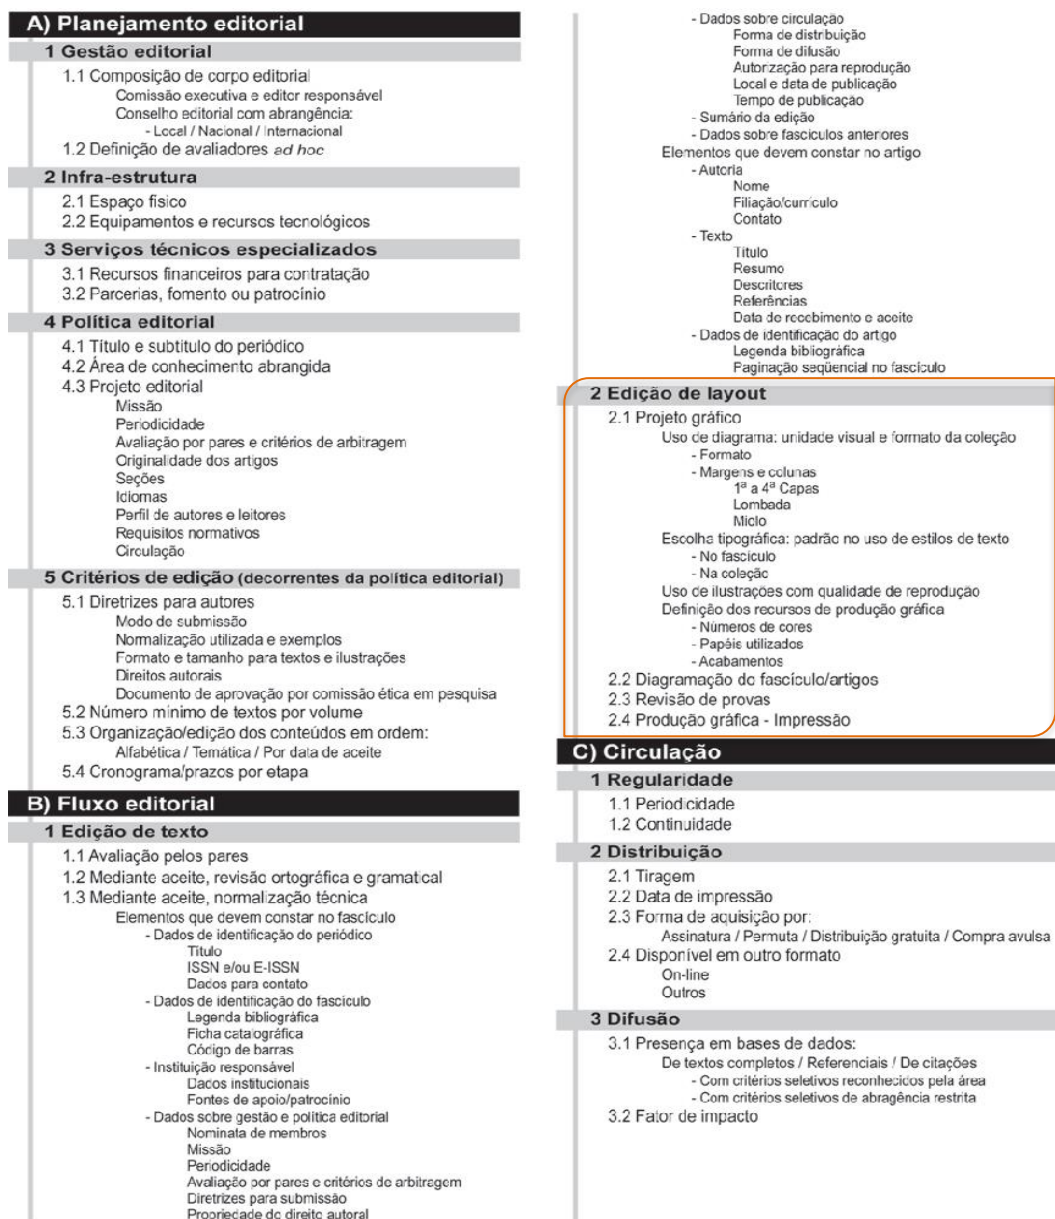 A) Planejamento editorial
1 Gestão editorial
1.1 Composição de corpo editorial
Comissão executiva e editor responsável
Conselho editorial com abrangência:
- Local / Nacional / Internacional
1.2 Definição de avaliadores ad hoc
2 Infra-estrutura
2.1 Espaço físico
2.2 Equipamentos e recursos tecnológicos
3 Serviços técnicos especializados
3.1 Recursos financeiros para contratação
3.2 Parcerias, fomento ou patrocínio
4 Política editorial
4.1 Título e subtítulo do periódico
4.2 Área de conhecimento abrangida
4.3 Projeto editorial
Missão
Periodicidade
Avaliação por pares e critérios de arbitragem
Originalidade dos artigos
Seções
Idiomas
Perfil de autores e leitores
Requisitos normativos
Circulação
5 Critérios de edição (decorrentes da política editorial)
5.1 Diretrizes para autores
Modo de submissão
Normalização utilizada e exemplos
Formato e tamanho para textos e ilustrações
Direitos autorais
Documento de aprovação por comissão ética em pesquisa
5.2 Número mínimo de textos por volume
5.3 Organização/edição dos conteúdos em ordem:
Alfabética / Temática / Por data de aceite
5.4 Cronograma/prazos por etapa
B) Fluxo editorial
1 Edição de texto
1.1 Avaliação pelos pares
1.2 Mediante aceite, revisão ortográfica e gramatical
1.3 Mediante aceite, normalização técnica
Elementos que devem constar no fascículo
- Dados de identificação do periódico
Título
ISSN e/ou E-ISSN
Dados para contato
- Dados de identificação do fascículo
Legenda bibliográfica
Ficha catalográfica
Código de barras
- Instituição responsável
Dados institucionais
Fontes de apoio/patrocínio
- Dados sobre gestão e política editorial
Nominata de membros
Missão
Periodicidade
Avaliação por pares e critérios de arbitragem
Diretrizes para submissão
Propriedade do direito autoral
- Dados sobre circulação
Forma de distribuição
Forma de difusão
Autorização para reprodução
Local e data de publicação
Tempo de publicação
- Sumário da edição
- Dados sobre fascículos anteriores
Elementos que devem constar no artigo
- Autoria
Nome
Filiação/currículo
Contato
- Texto
Título
Resumo
Descritores
Referências
Data de recebimento e aceite
- Dados de identificação do artigo
Legenda bibliográfica
Paginação seqüencial no fascículo
2 Edição de layout
2.1 Projeto gráfico
Uso de diagrama: unidade visual e formato da coleção
- Formato
- Margens e colunas
1ª a 4ª Capas
Lombada
Miolo
Escolha tipográfica: padrão no uso de estilos de texto
- No fascículo
- Na coleção
Uso de ilustrações com qualidade de reprodução
Definição dos recursos de produção gráfica
- Números de cores
- Papéis utilizados
- Acabamentos
2.2 Diagramação do fascículo/artigos
2.3 Revisão de provas
2.4 Produção gráfica - Impressão
C) Circulação
1 Regularidade
1.1 Periodicidade
1.2 Continuidade
2 Distribuição
2.1 Tiragem
2.2 Data de impressão
2.3 Forma de aquisição por:
Assinatura / Permuta / Distribuição gratuita / Compra avulsa
2.4 Disponível em outro formato
On-line
Outros
3 Difusão
3.1 Presença em bases de dados:
De textos completos / Referenciais / De citações
- Com critérios seletivos reconhecidos pela área
- Com critérios seletivos de abragência restrita
3.2 Fator de impacto